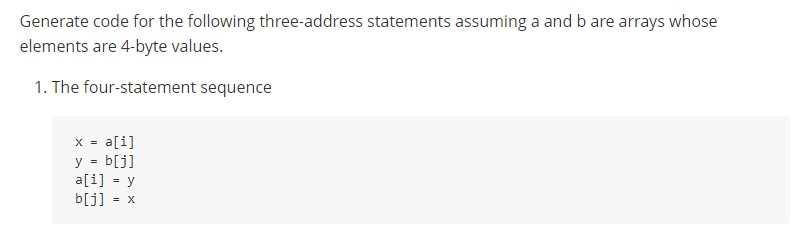 Generate code for the following three-address statements assuming a and b are arrays whose
elements are 4-byte values.
1. The four-statement sequence
x = a[i]
y = b[j]
a[i] = y
b[j] = x